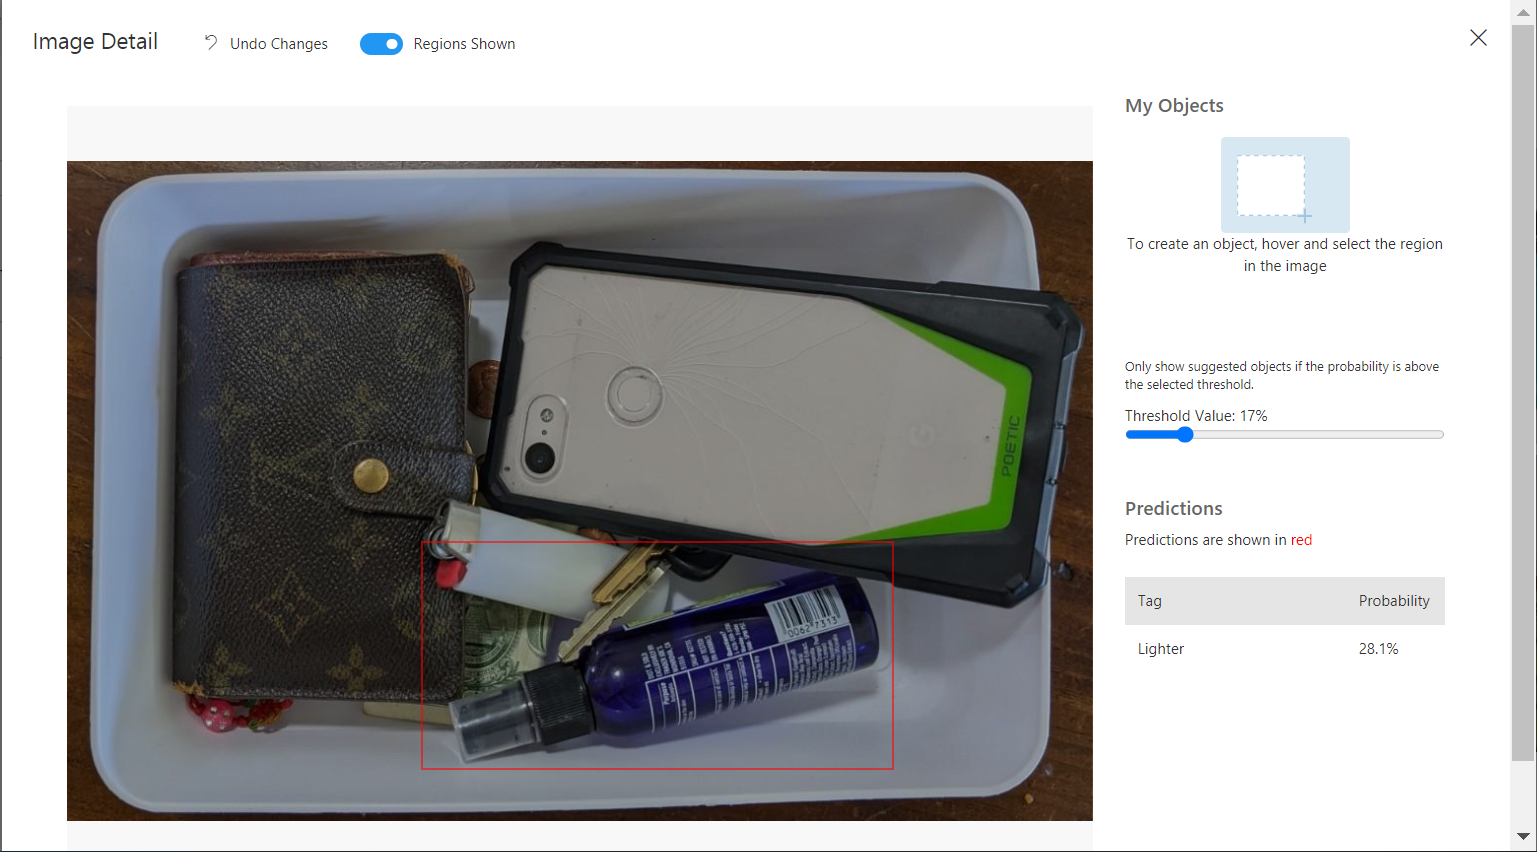 Image Detail
Undo Changes
Regions Shown
My Objects
To create an object, hover and select the region
in the image
Only show suggested objects if the probability is above
the selected threshold.
Threshold Value: 17%
Predictions
Predictions are shown in red
Tag Probability
Lighter 28.1%
POETIC
G